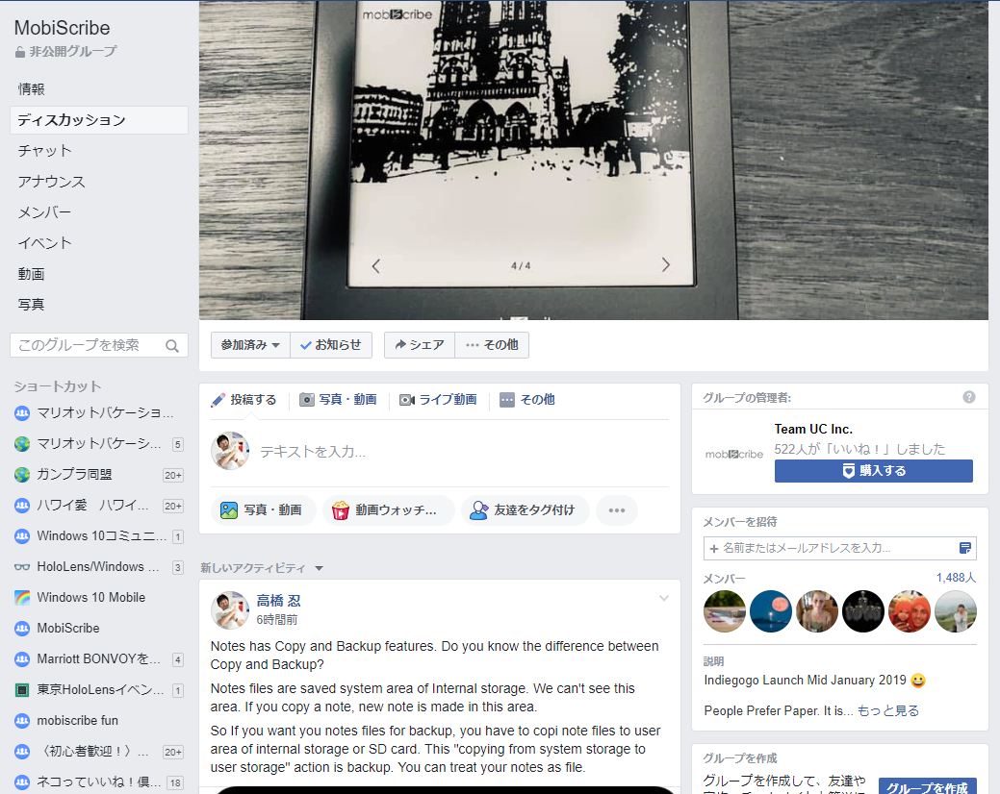 MobiScribe
非公開グループ
情報
ディスカッション
チャット
アナウンス
メンバー
イベント
動画
写真
このグループを検索
ショートカット
マリオットバケーショ...
マリオットバケーシ... 5
ガンプラ同盟 20+
ハワイ愛 ハワイ... 20+
Windows 10コミュニ... 1
HoloLens/Windows ... 3
Windows 10 Mobile
MobiScribe
Marriott BONVOYを... 4
東京HoloLensイベン... 1
mobiscribe fun
〈初心者歓迎！〉... 20+
ネコっていいね！倶... 18
mobiscribe
4 / 4
参加済み
お知らせ
シェア
その他
投稿する
写真・動画
ライブ動画
その他
テキストを入力...
写真・動画
動画ウォッチ...
友達をタグ付け
新しいアクティビティ
高橋 忍
6時間前
Notes has Copy and Backup features. Do you know the difference between
Copy and Backup?
Notes files are saved system area of Internal storage. We can't see this
area. If you copy a note, new note is made in this area.
So If you want you notes files for backup, you have to copi note files to user
area of internal storage or SD card. This "copying from system storage to
user storage" action is backup. You can treat your notes as file.
グループの管理者:
mobiscribe
Team UC Inc.
522人が「いいね！」しました
購入する
メンバーを招待
+ 名前またはメールアドレスを入力...
メンバー 1,488人
説明
Indiegogo Launch Mid January 2019 😀
People Prefer Paper. It is... もっと見る
グループを作成
グループを作成して、友達や
グループを作成